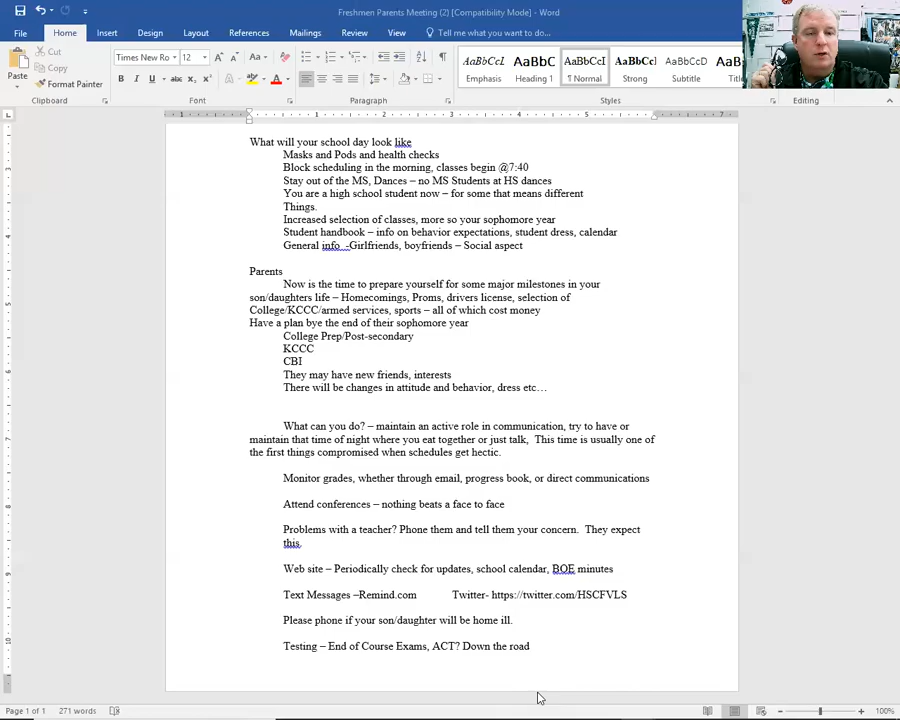 Freshmen Parents Meeting (2) [Compatibility Mode] - Word
File Home Insert Design Layout References Mailings Review View Tell me what you want to do...
Paste
Cut
Copy
Format Painter
Clipboard
Times New Ro 12
Font
Paragraph
AaBbCcI AaBbC AaBbCcI AaBbCcI AaBbCcD AaB
Emphasis Heading 1 ¶ Normal Strong Subtitle Titl
Styles
Editing
1 1 2 3 4 5 6 7
What will your school day look like
Masks and Pods and health checks
Block scheduling in the morning, classes begin @7:40
Stay out of the MS, Dances – no MS Students at HS dances
You are a high school student now – for some that means different
Things.
Increased selection of classes, more so your sophomore year
Student handbook – info on behavior expectations, student dress, calendar
General info -Girlfriends, boyfriends – Social aspect
Parents
Now is the time to prepare yourself for some major milestones in your
son/daughters life – Homecomings, Proms, drivers license, selection of
College/KCCC/armed services, sports – all of which cost money
Have a plan bye the end of their sophomore year
College Prep/Post-secondary
KCCC
CBI
They may have new friends, interests
There will be changes in attitude and behavior, dress etc…
What can you do? – maintain an active role in communication, try to have or
maintain that time of night where you eat together or just talk, This time is usually one of
the first things compromised when schedules get hectic.
Monitor grades, whether through email, progress book, or direct communications
Attend conferences – nothing beats a face to face
Problems with a teacher? Phone them and tell them your concern. They expect
this.
Web site – Periodically check for updates, school calendar, BOE minutes
Text Messages –Remind.com Twitter- https://twitter.com/HSCFVLS
Please phone if your son/daughter will be home ill.
Testing – End of Course Exams, ACT? Down the road
Page 1 of 1 271 words 100%